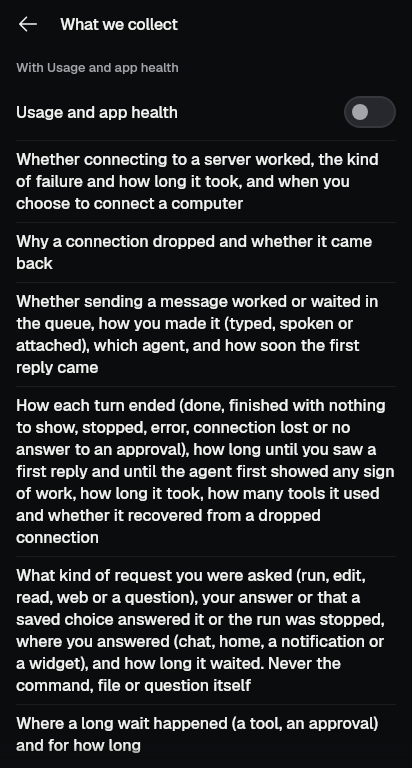 What we collect
With Usage and app health
Usage and app health
Whether connecting to a server worked, the kind
of failure and how long it took, and when you
choose to connect a computer
Why a connection dropped and whether it came
back
Whether sending a message worked or waited in
the queue, how you made it (typed, spoken or
attached), which agent, and how soon the first
reply came
How each turn ended (done, finished with nothing
to show, stopped, error, connection lost or no
answer to an approval), how long until you saw a
first reply and until the agent first showed any sign
of work, how long it took, how many tools it used
and whether it recovered from a dropped
connection
What kind of request you were asked (run, edit,
read, web or a question), your answer or that a
saved choice answered it or the run was stopped,
where you answered (chat, home, a notification or
a widget), and how long it waited. Never the
command, file or question itself
Where a long wait happened (a tool, an approval)
and for how long